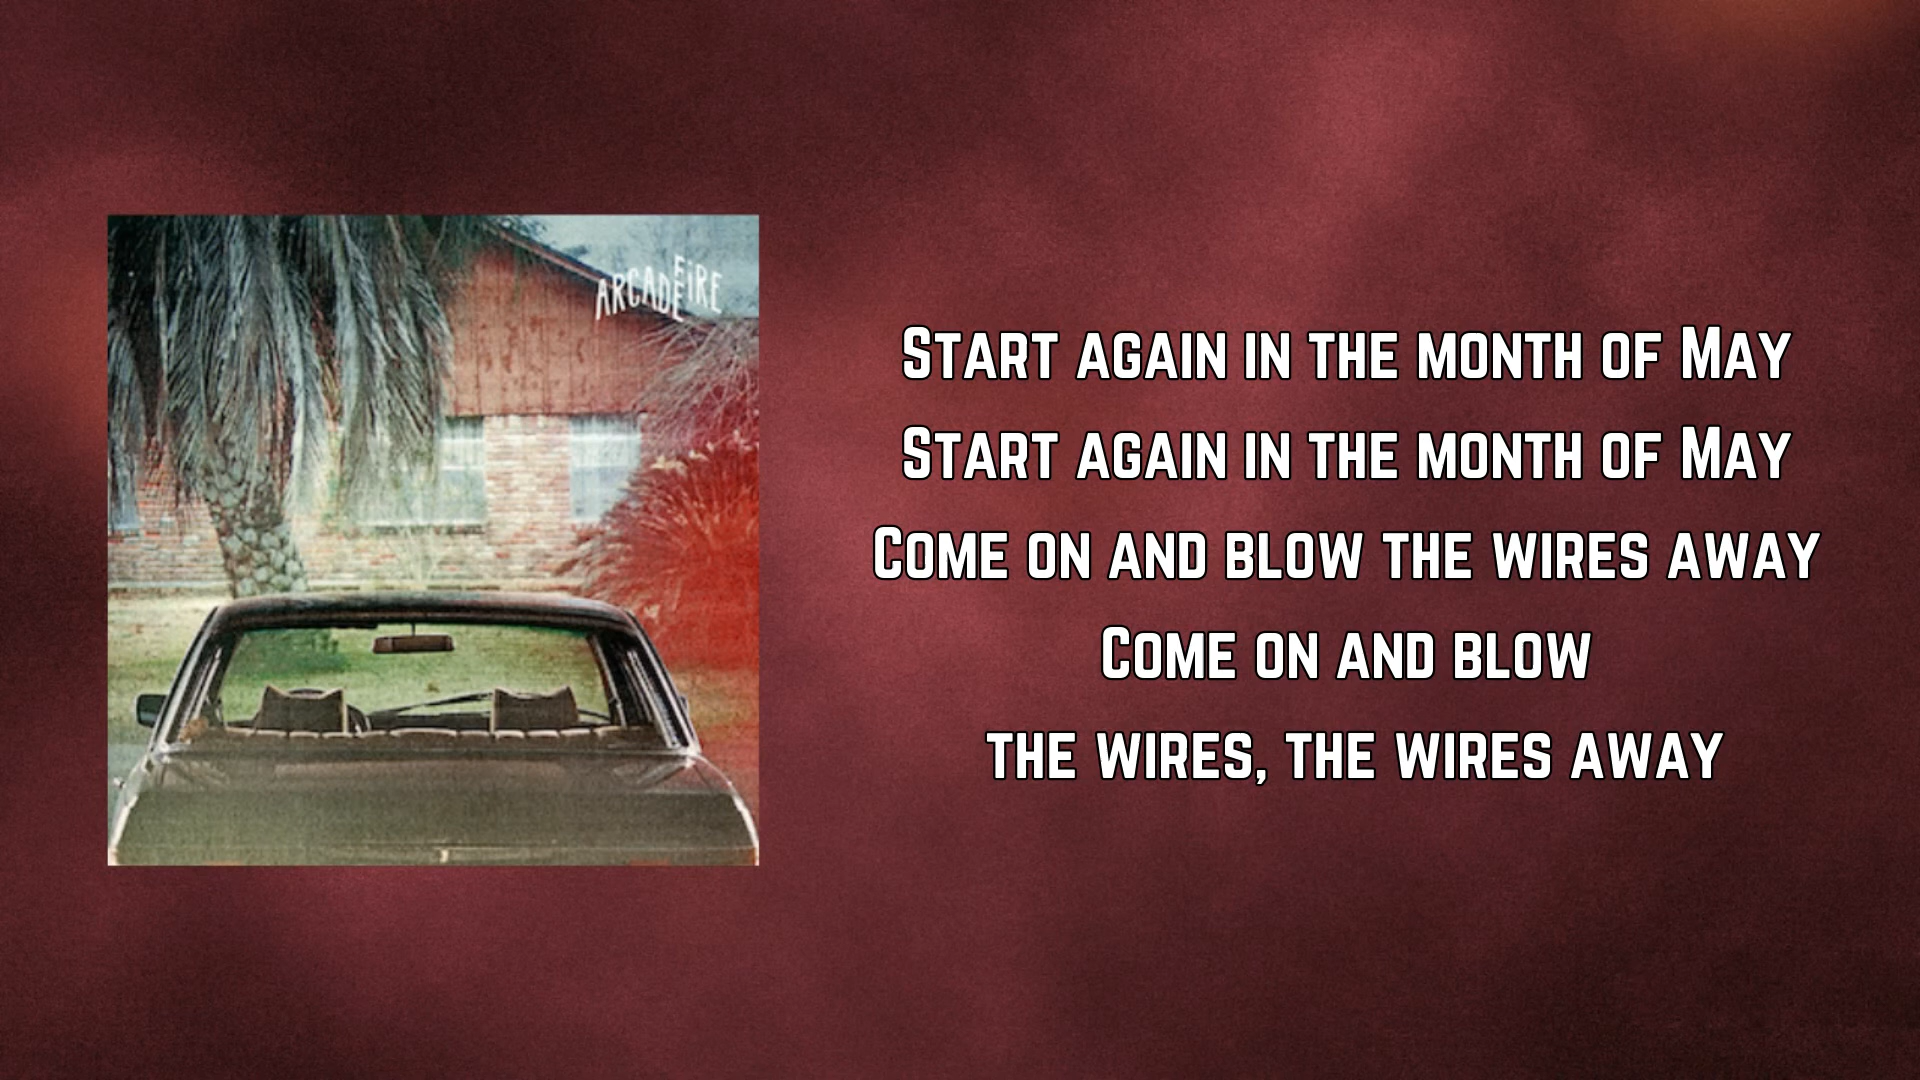 ARCADE FIRE
Start again in the month of May
Start again in the month of May
Come on and blow the wires away
Come on and blow
the wires, the wires away